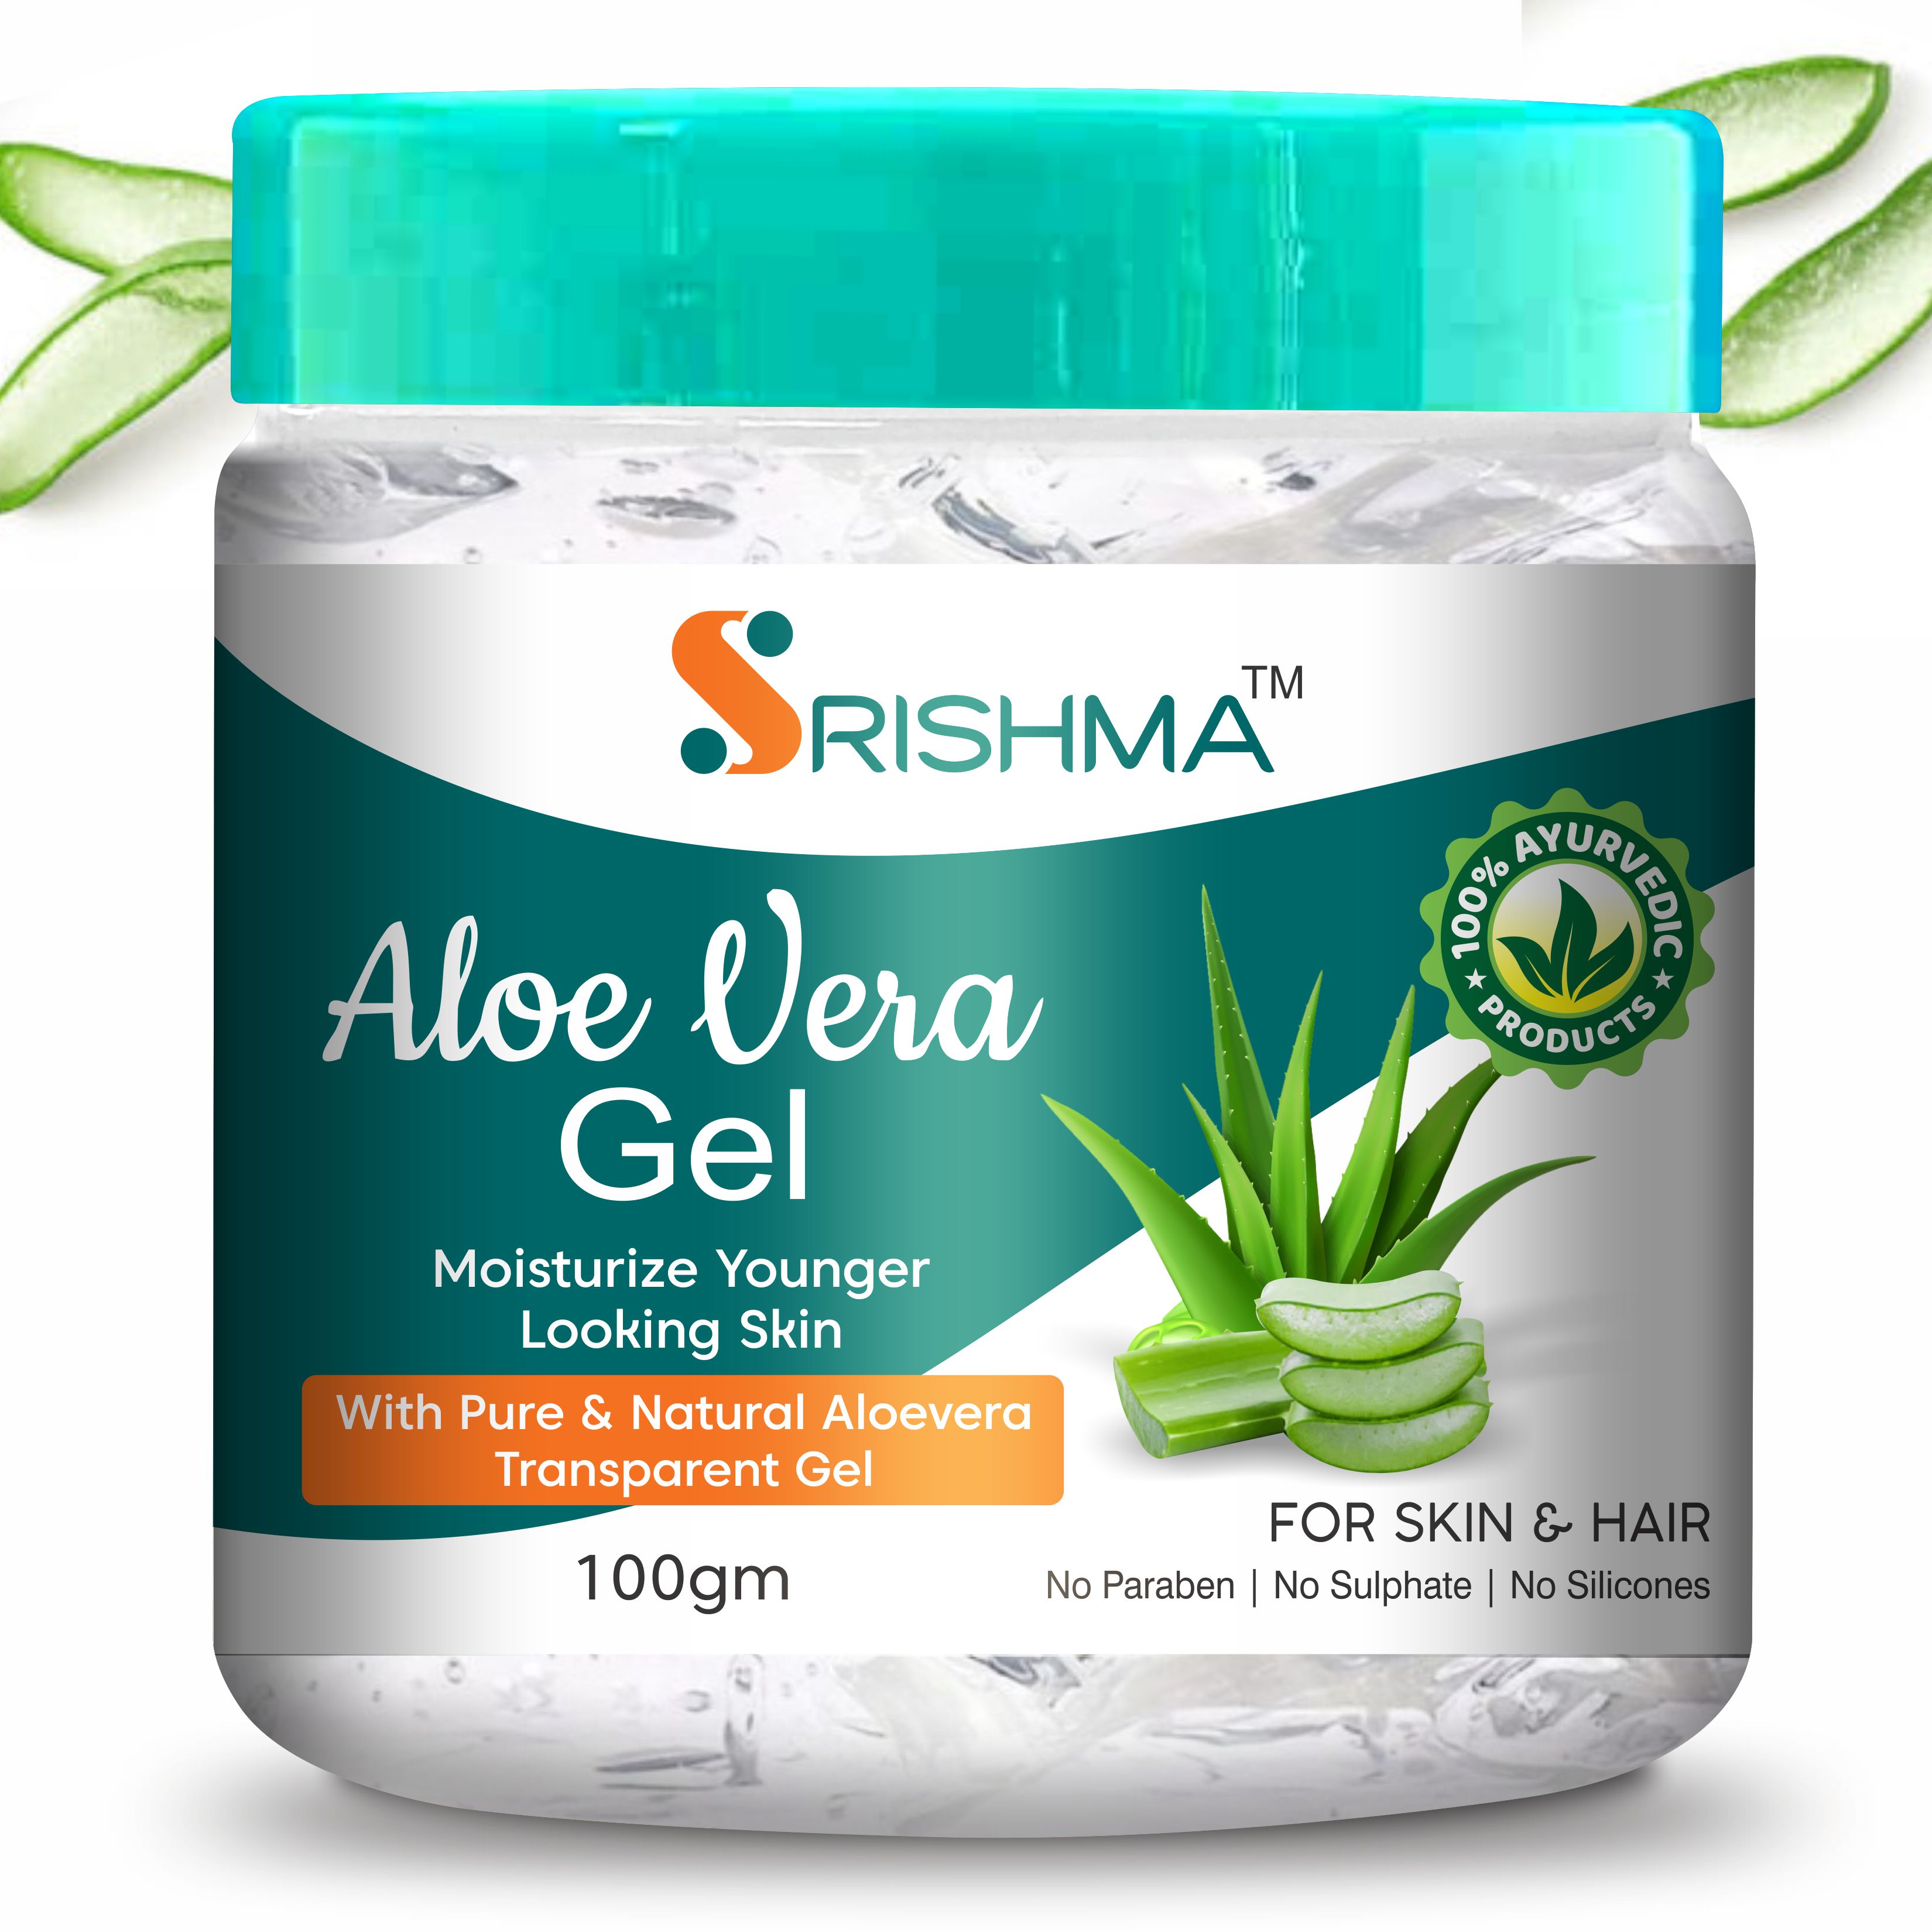 SRISHMA™
100% AYURVEDIC
PRODUCTS
Aloe Vera
Gel
Moisturize Younger
Looking Skin
With Pure & Natural Aloevera
Transparent Gel
FOR SKIN & HAIR
100gm
No Paraben | No Sulphate | No Silicones